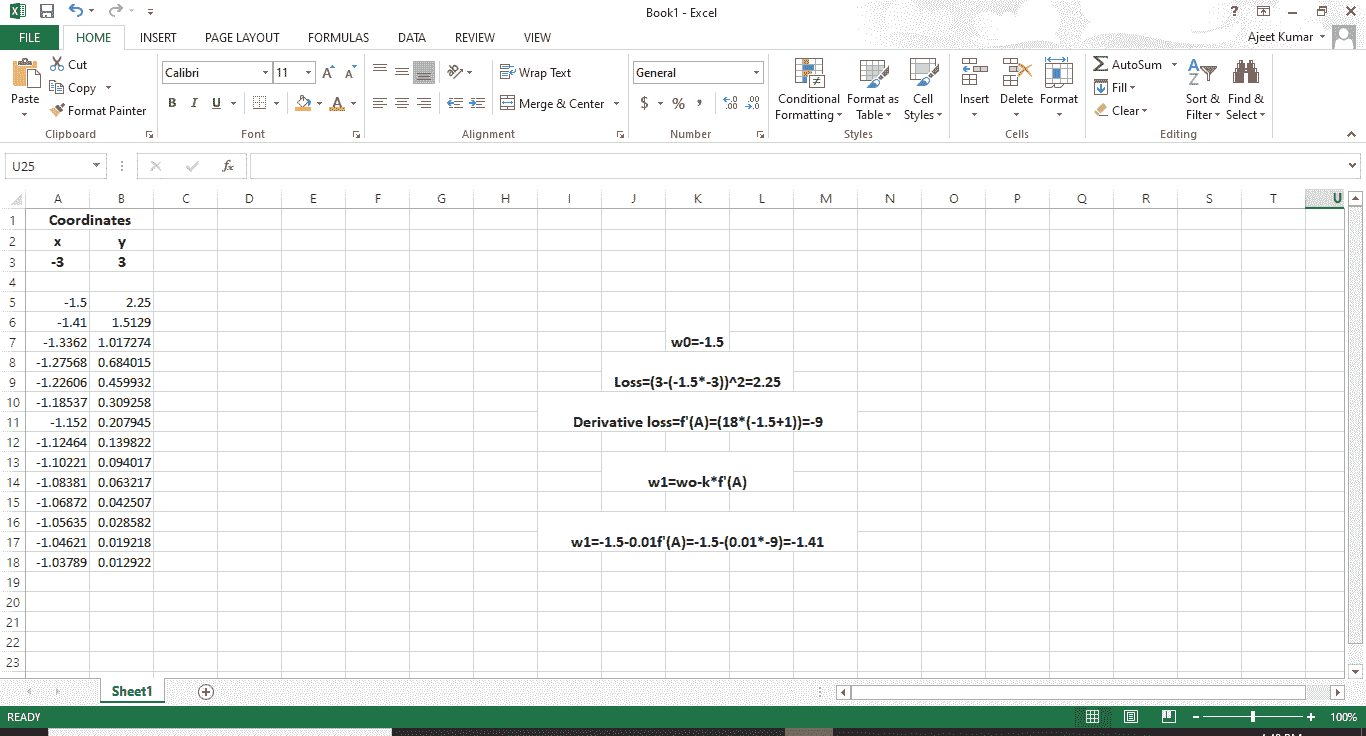 Book1 - Excel
FILE HOME INSERT PAGE LAYOUT FORMULAS DATA REVIEW VIEW Ajeet Kumar
Paste
Cut
Copy
Format Painter
Clipboard
Calibri 11
B I U
Font
Wrap Text
Merge & Center
Alignment
General
$ % ,
Number
Conditional Formatting
Format as Table
Cell Styles
Styles
Insert
Delete
Format
Cells
AutoSum
Fill
Clear
Sort & Filter
Find & Select
Editing
U25 fx
A B C D E F G H I J K L M N O P Q R S T U
1 Coordinates
2 x y
3 -3 3
4
5 -1.5 2.25
6 -1.41 1.5129
7 -1.3362 1.017274 w0=-1.5
8 -1.27568 0.684015
9 -1.22606 0.459932 Loss=(3-(-1.5*-3))^2=2.25
10 -1.18537 0.309258
11 -1.152 0.207945 Derivative loss=f'(A)=(18*(-1.5+1))=-9
12 -1.12464 0.139822
13 -1.10221 0.094017
14 -1.08381 0.063217 w1=wo-k*f'(A)
15 -1.06872 0.042507
16 -1.05635 0.028582
17 -1.04621 0.019218 w1=-1.5-0.01f'(A)=-1.5-(0.01*-9)=-1.41
18 -1.03789 0.012922
19
20
21
22
23
Sheet1
READY 100%